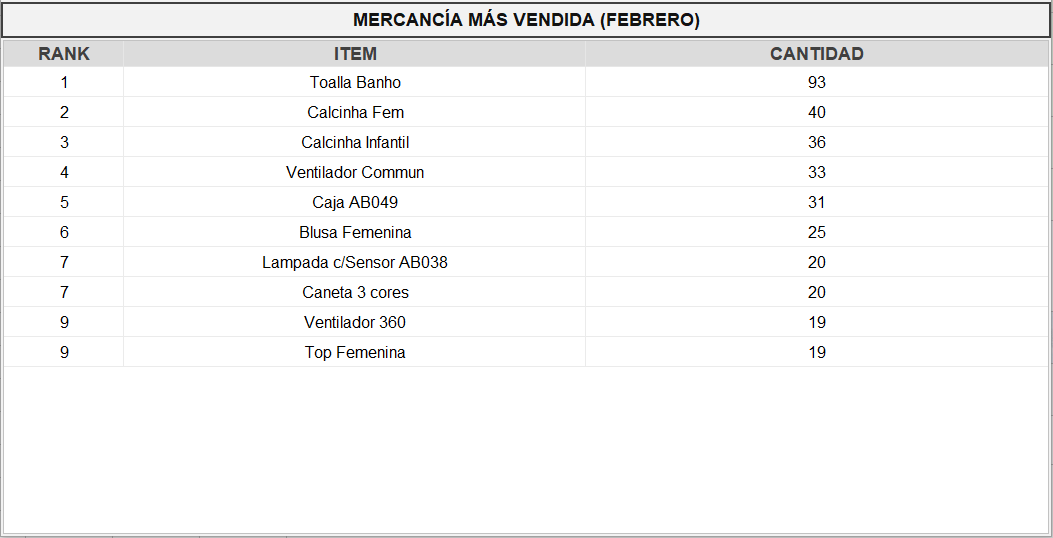 MERCANCÍA MÁS VENDIDA (FEBRERO)
RANK ITEM CANTIDAD
1 Toalla Banho 93
2 Calcinha Fem 40
3 Calcinha Infantil 36
4 Ventilador Commun 33
5 Caja AB049 31
6 Blusa Femenina 25
7 Lampada c/Sensor AB038 20
7 Caneta 3 cores 20
9 Ventilador 360 19
9 Top Femenina 19